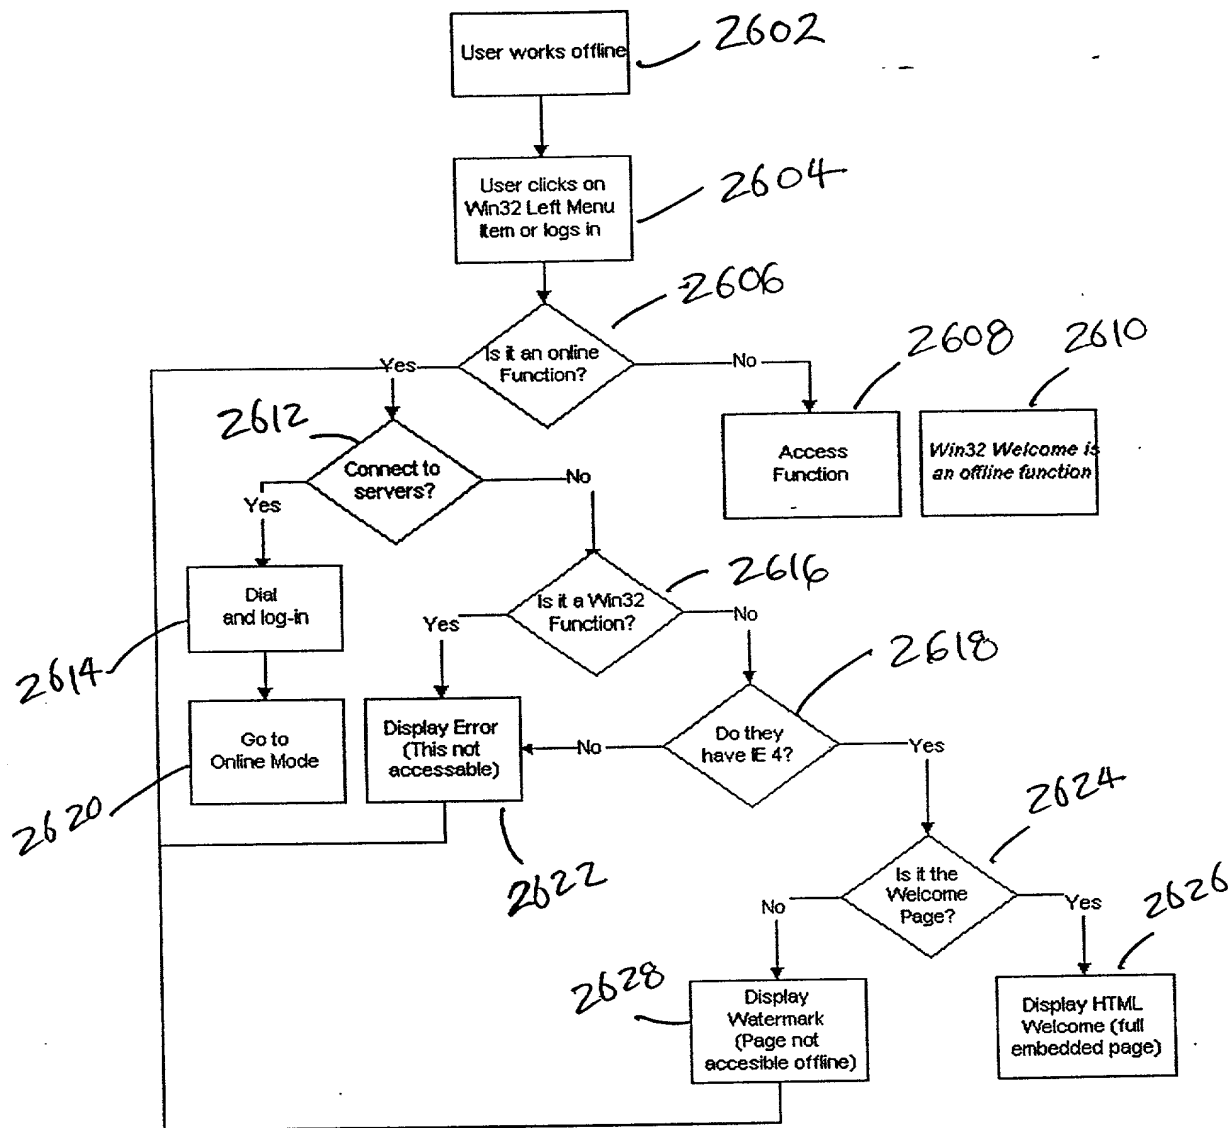 User works offline
2602
User clicks on
Win32 Left Menu
Item or logs in
2604
2606
Is it an online
Function?
Yes
No
2608
2610
Access
Function
Win32 Welcome is
an offline function
2612
Connect to
servers?
Yes
No
Dial
and log-in
2614
2616
Is it a Win32
Function?
Yes
No
2618
Go to
Online Mode
2620
Display Error
(This not
accessable)
2622
Do they
have IE 4?
No
Yes
2624
Is it the
Welcome
Page?
No
Yes
2626
2628
Display
Watermark
(Page not
accesible offline)
Display HTML
Welcome (full
embedded page)